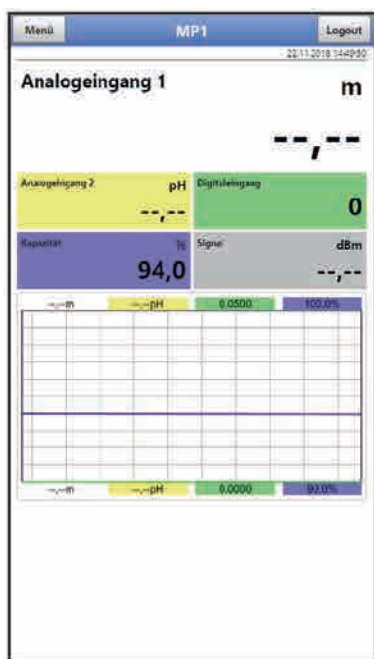 Menü MP1 Logout
22.11.2018 14:49:50
Analogeingang 1 m
--,--
Analogeingang 2 pH Digitaleingang
--,-- 0
Kapazität % Signal dBm
94,0 --,--
--,--m --,--pH 0.0500 100.0%
--,--m --,--pH 0.0000 90.0%